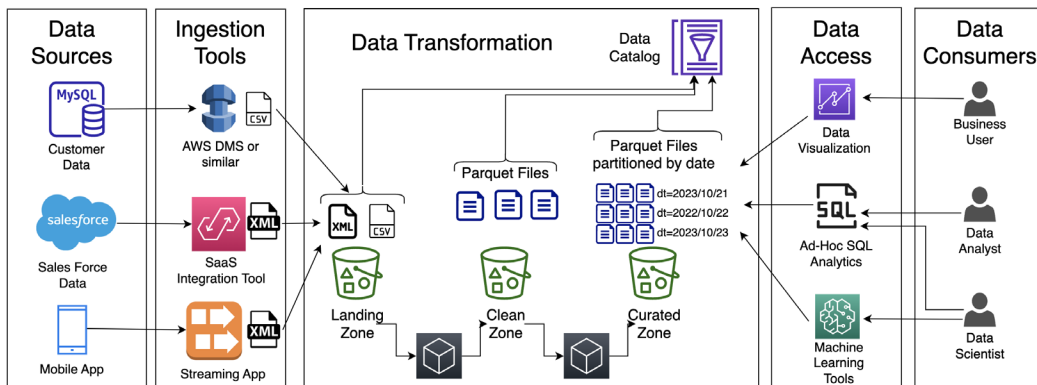 Data
Sources
MySQL
Customer
Data
salesforce
Sales Force
Data
Mobile App
Ingestion
Tools
CSV
AWS DMS or
similar
XML
SaaS
Integration Tool
XML
Streaming App
Data Transformation
Data
Catalog
XML
CSV
Landing
Zone
Parquet Files
Clean
Zone
Parquet Files
partitioned by date
dt=2023/10/21
dt=2022/10/22
dt=2023/10/23
Curated
Zone
Data
Access
Data
Visualization
SQL
Ad-Hoc SQL
Analytics
Machine
Learning
Tools
Data
Consumers
Business
User
Data
Analyst
Data
Scientist